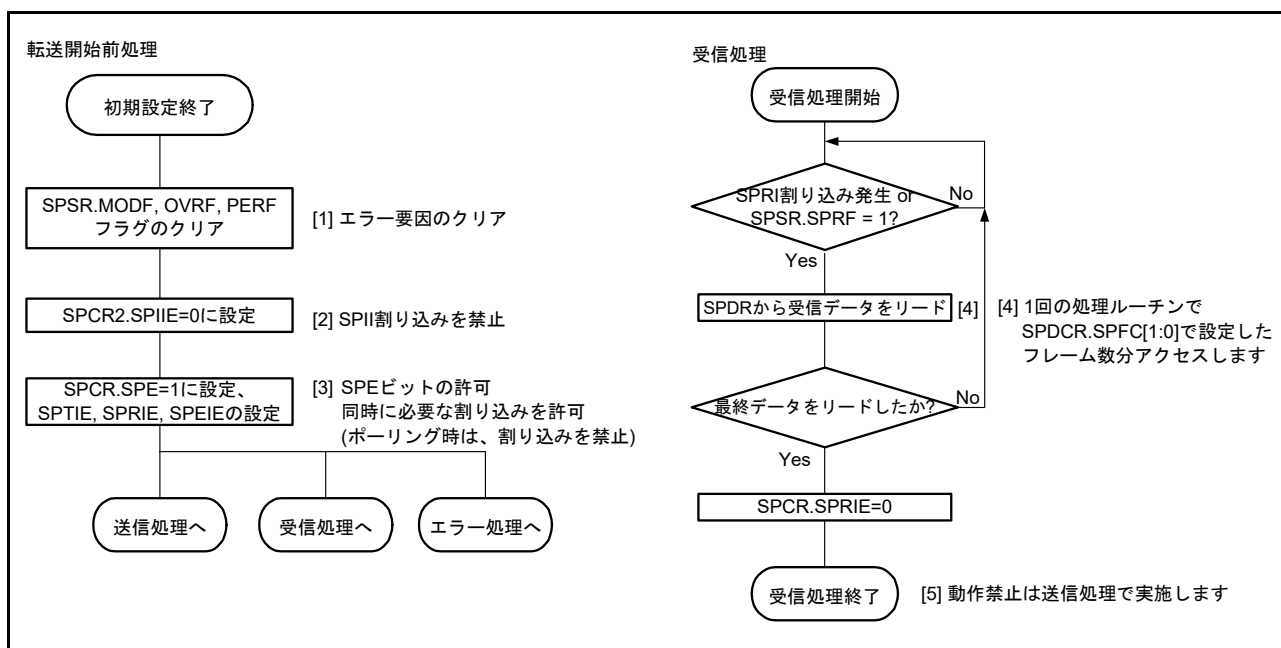 転送開始前処理
初期設定終了
SPSR.MODF, OVRF, PERF
フラグのクリア
[1] エラー要因のクリア
SPCR2.SPIIE=0に設定
[2] SPII割り込みを禁止
SPCR.SPE=1に設定、
SPTIE, SPRIE, SPEIEの設定
[3] SPEビットの許可
同時に必要な割り込みを許可
(ポーリング時は、割り込みを禁止)
送信処理へ
受信処理へ
エラー処理へ
受信処理
受信処理開始
SPRI割り込み発生 or
SPSR.SPRF = 1?
No
Yes
SPDRから受信データをリード
[4]
[4] 1回の処理ルーチンで
SPDCR.SPFC[1:0]で設定した
フレーム数分アクセスします
最終データをリードしたか?
No
Yes
SPCR.SPRIE=0
受信処理終了
[5] 動作禁止は送信処理で実施します